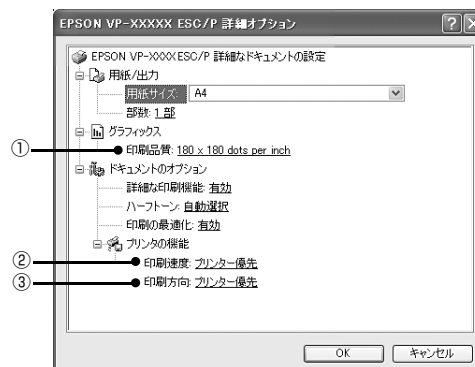 EPSON VP-XXXXX ESC/P 詳細オプション
EPSON VP-XXXX ESC/P 詳細なドキュメントの設定
用紙/出力
用紙サイズ: A4
部数: 1 部
グラフィックス
① 印刷品質: 180 x 180 dots per inch
ドキュメントのオプション
詳細な印刷機能: 有効
ハーフトーン: 自動選択
印刷の最適化: 有効
プリンタの機能
② 印刷速度: プリンター優先
③ 印刷方向: プリンター優先
OK キャンセル